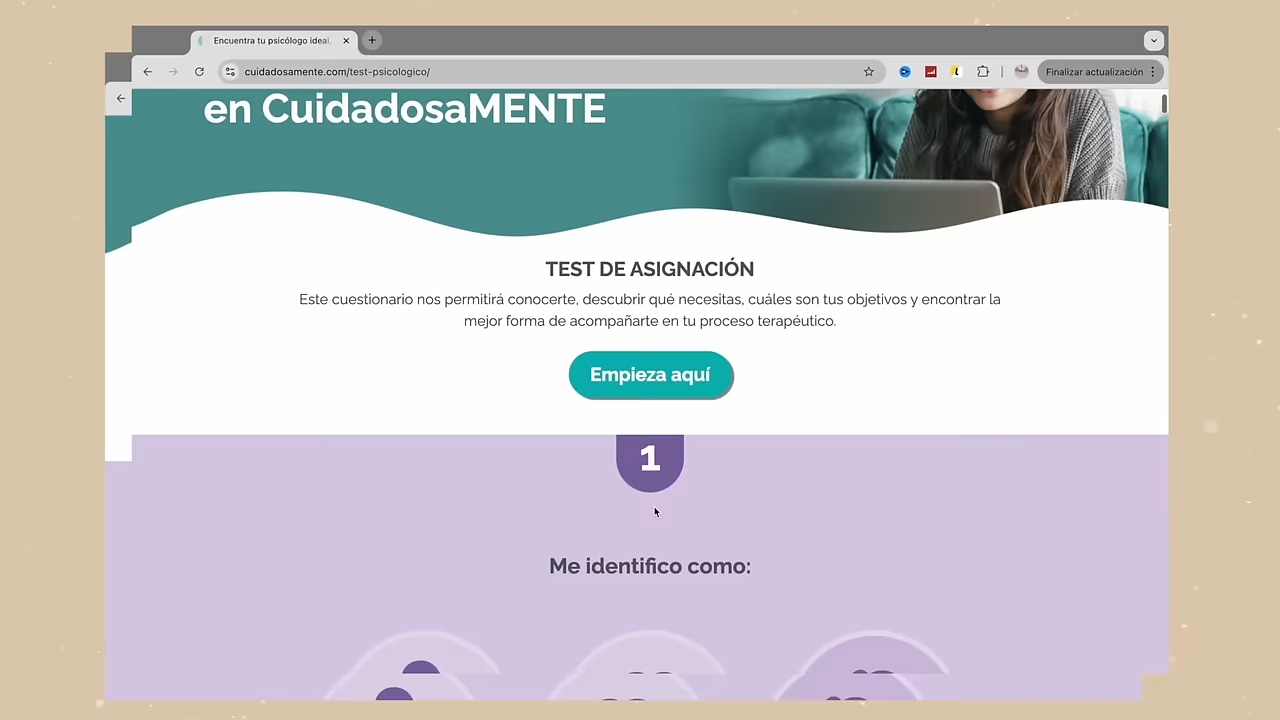 Encuentra tu psicólogo ideal,
cuidadosamente.com/test-psicologico/
Finalizar actualización
en CuidadosaMENTE
TEST DE ASIGNACIÓN
Este cuestionario nos permitirá conocerte, descubrir qué necesitas, cuáles son tus objetivos y encontrar la
mejor forma de acompañarte en tu proceso terapéutico.
Empieza aquí
1
Me identifico como: